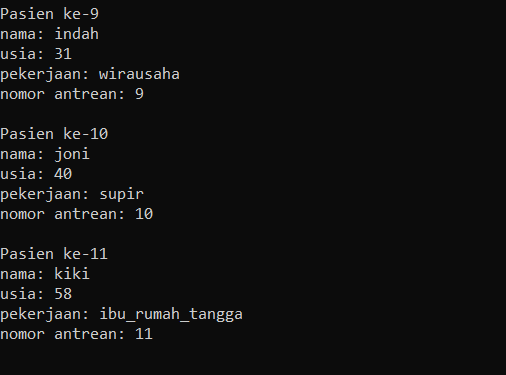 Pasien ke-9
nama: indah
usia: 31
pekerjaan: wirausaha
nomor antrean: 9

Pasien ke-10
nama: joni
usia: 40
pekerjaan: supir
nomor antrean: 10

Pasien ke-11
nama: kiki
usia: 58
pekerjaan: ibu_rumah_tangga
nomor antrean: 11